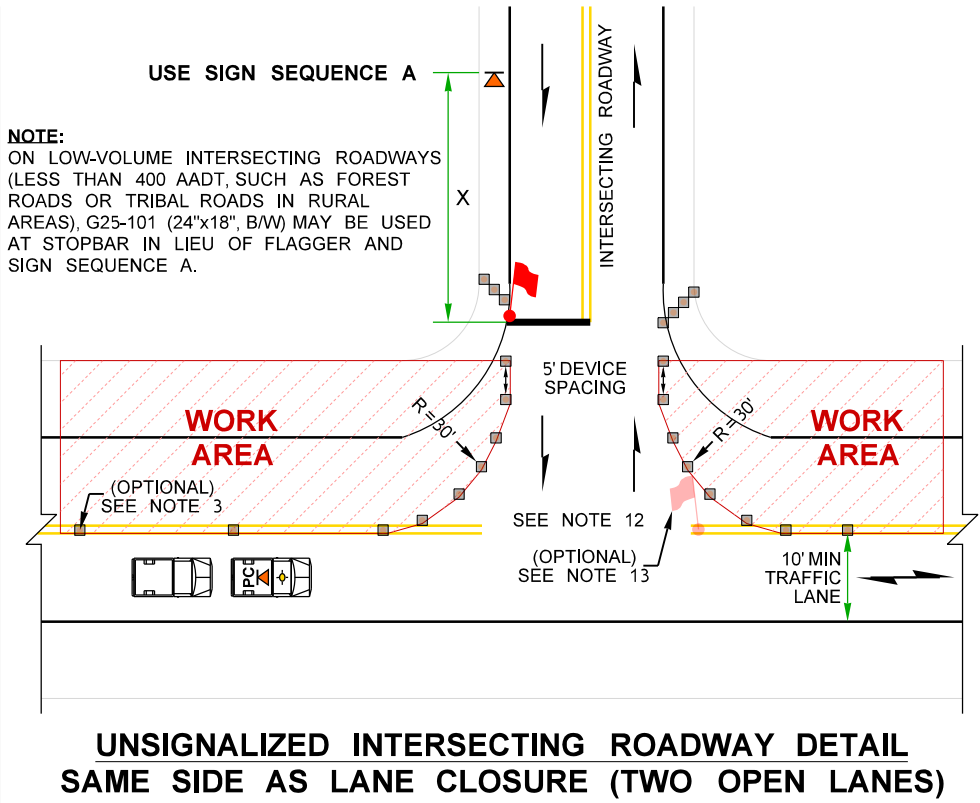 USE SIGN SEQUENCE A
NOTE:
ON LOW-VOLUME INTERSECTING ROADWAYS
(LESS THAN 400 AADT, SUCH AS FOREST
ROADS OR TRIBAL ROADS IN RURAL
AREAS), G25-101 (24"x18", B/W) MAY BE USED
AT STOPBAR IN LIEU OF FLAGGER AND
SIGN SEQUENCE A.
X
INTERSECTING ROADWAY
5' DEVICE
SPACING
R = 30'
R = 30'
WORK
AREA
WORK
AREA
(OPTIONAL)
SEE NOTE 3
SEE NOTE 12
(OPTIONAL)
SEE NOTE 13
10' MIN
TRAFFIC
LANE
PC
UNSIGNALIZED INTERSECTING ROADWAY DETAIL
SAME SIDE AS LANE CLOSURE (TWO OPEN LANES)